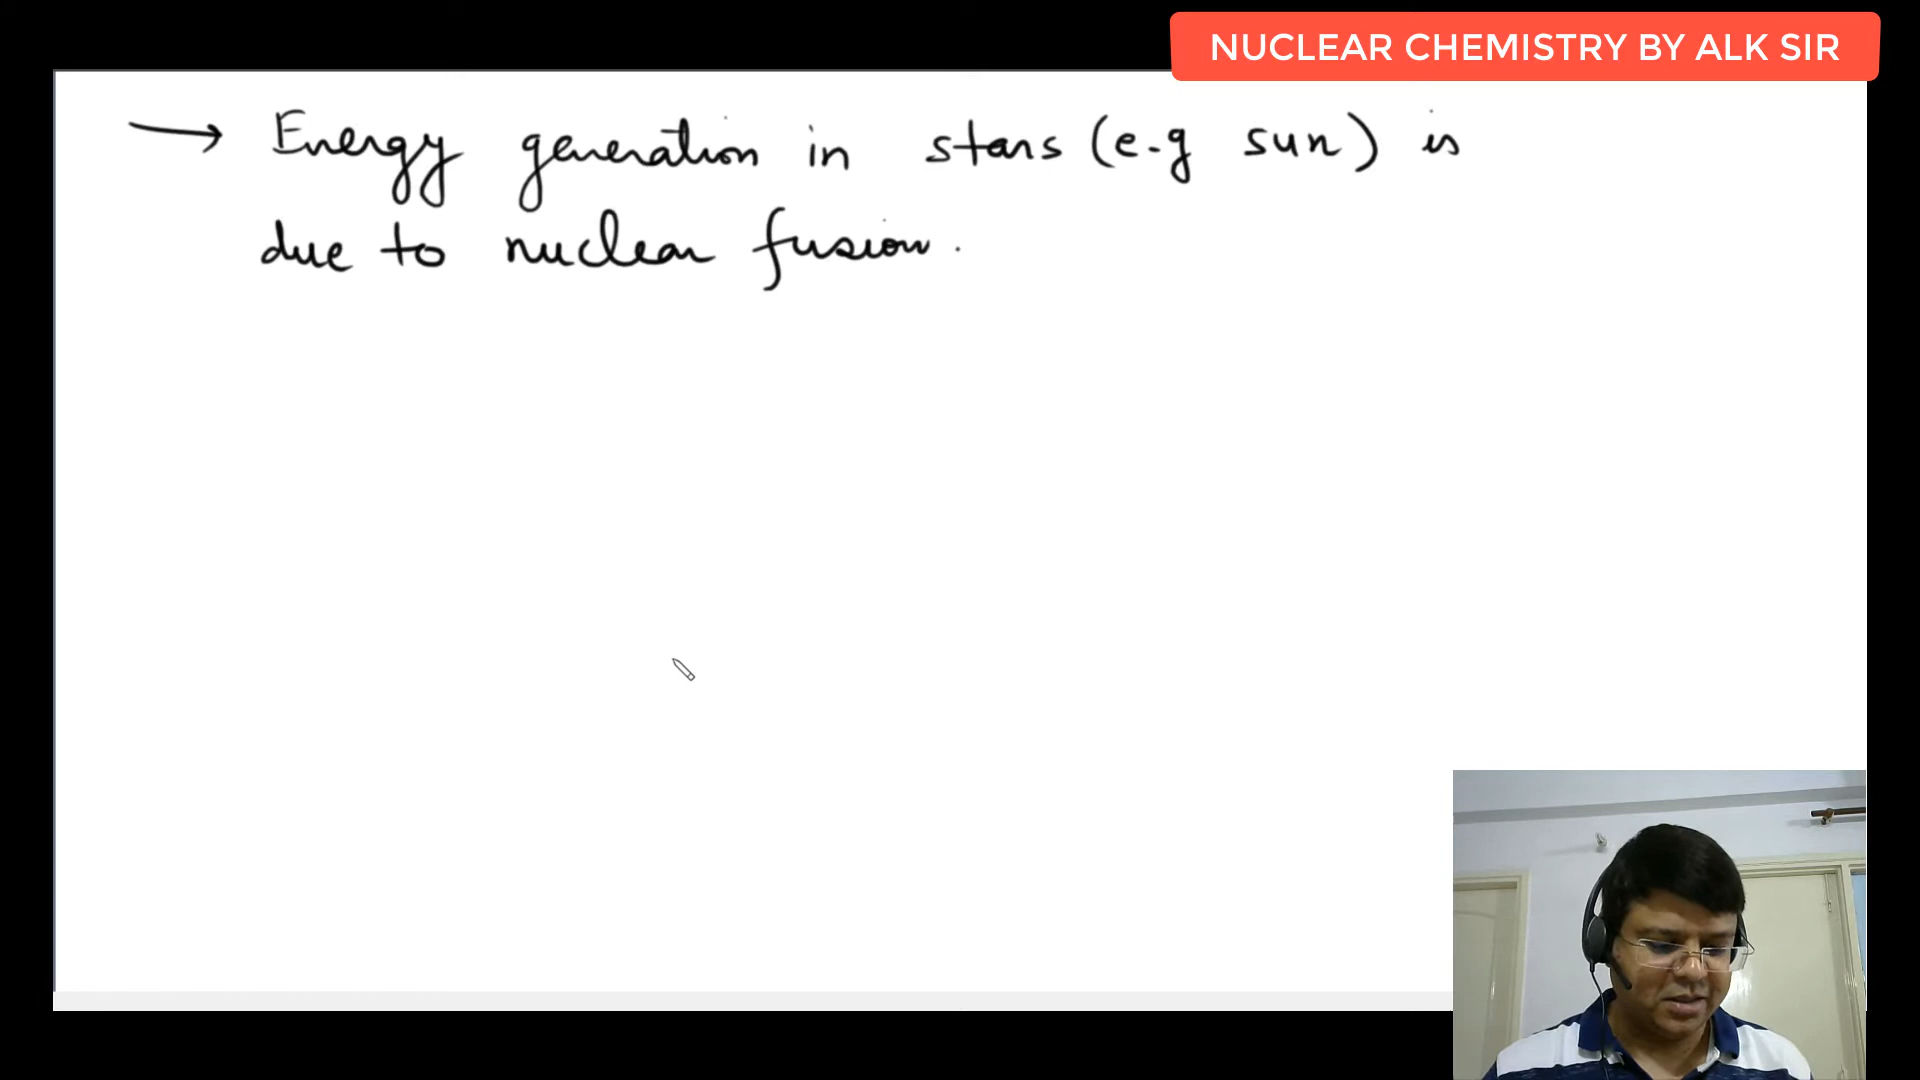 NUCLEAR CHEMISTRY BY ALK SIR
→ Energy generation in stars (e.g sun) is
due to nuclear fusion.